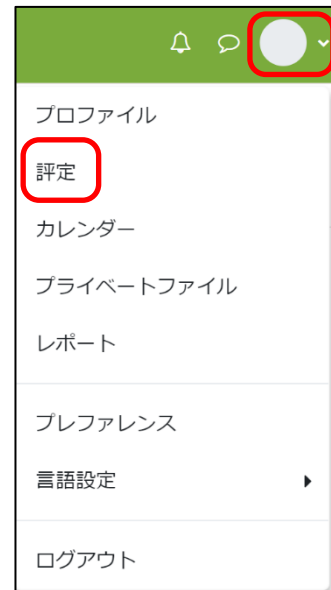 プロファイル
評定
カレンダー
プライベートファイル
レポート
プレファレンス
言語設定
ログアウト